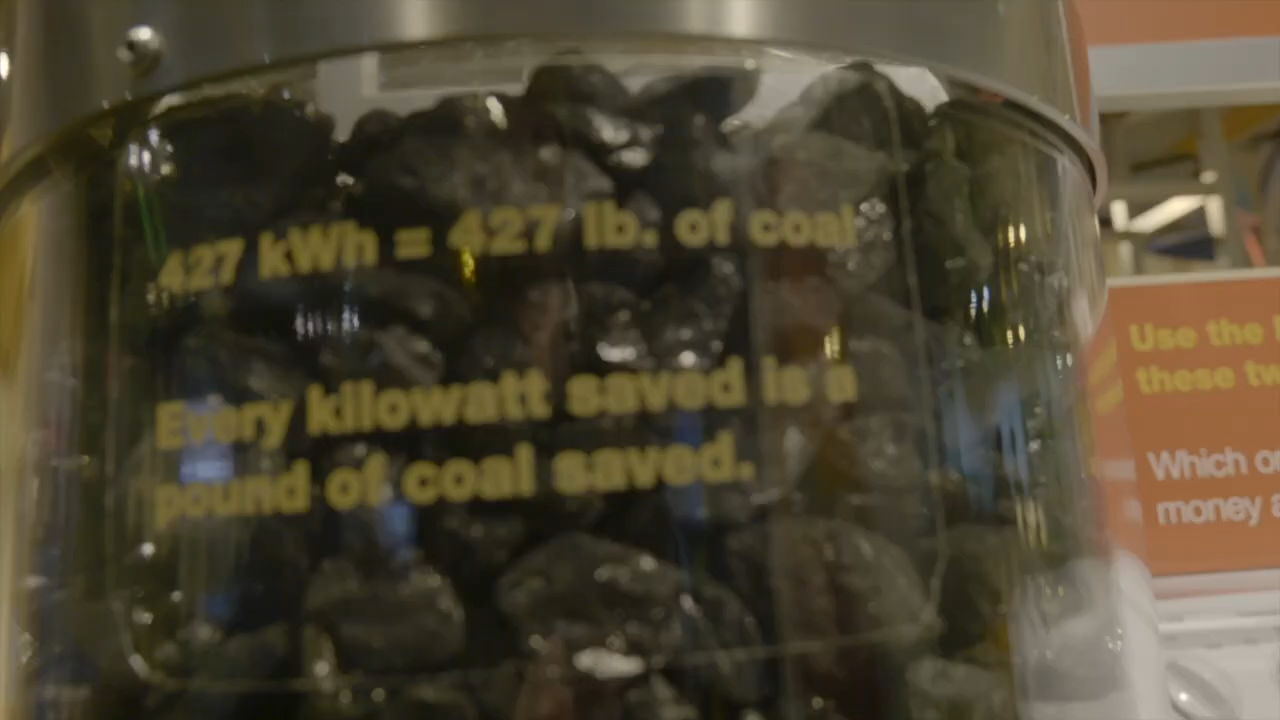 427 kWh = 427 lb. of coal
Every kilowatt saved is a
pound of coal saved.
Use the
these
Which
money